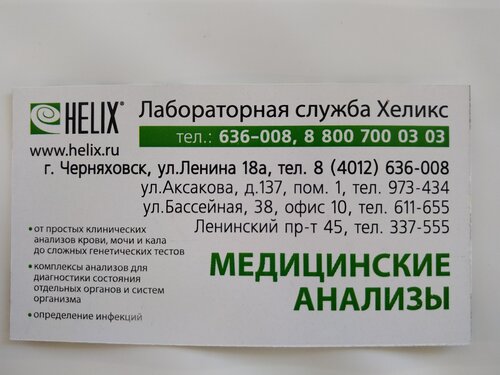 HELIX®
Лабораторная служба Хеликс
тел.: 636-008, 8 800 700 03 03
www.helix.ru
г. Черняховск, ул.Ленина 18а, тел. 8 (4012) 636-008
ул.Аксакова, д.137, пом. 1, тел. 973-434
ул.Бассейная, 38, офис 10, тел. 611-655
Ленинский пр-т 45, тел. 337-555
• от простых клинических
анализов крови, мочи и кала
до сложных генетических тестов
• комплексы анализов для
диагностики состояния
отдельных органов и систем
организма
• определение инфекций
МЕДИЦИНСКИЕ
АНАЛИЗЫ